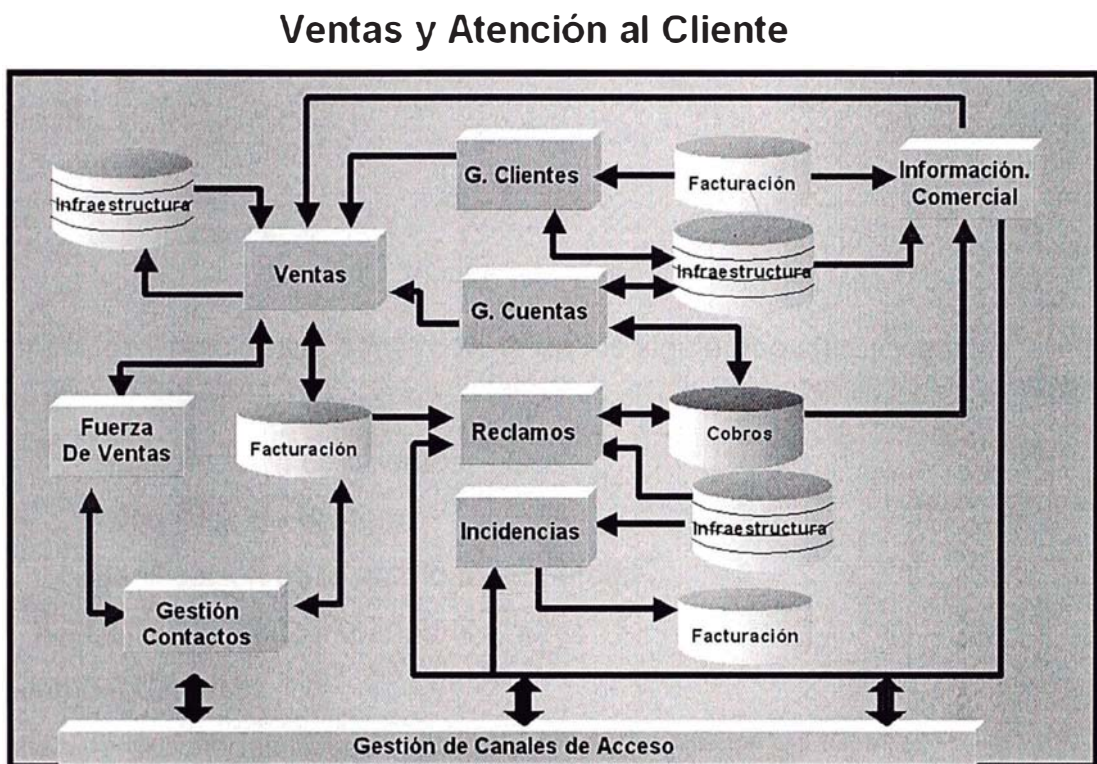 Ventas y Atención al Cliente
G. Clientes
Facturación
Información.
Comercial
Infraestructura
Ventas
Infraestructura
G. Cuentas
Fuerza
De Ventas
Facturación
Reclamos
Cobros
Incidencias
Infraestructura
Gestión
Contactos
Facturación
Gestión de Canales de Acceso